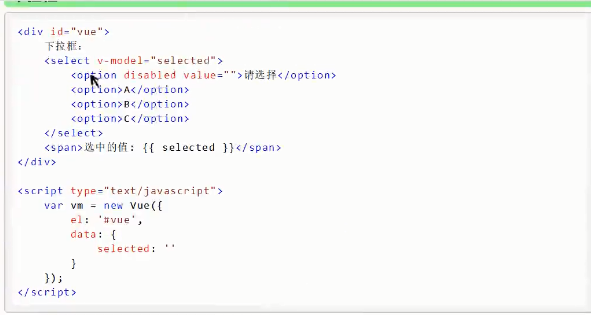 <div id="vue">
    下拉框：
    <select v-model="selected">
        <option disabled value="">请选择</option>
        <option>A</option>
        <option>B</option>
        <option>C</option>
    </select>
    <span>选中的值: {{ selected }}</span>
</div>
<script type="text/javascript">
    var vm = new Vue({
        el: '#vue',
        data: {
            selected: ''
        }
    });
</script>